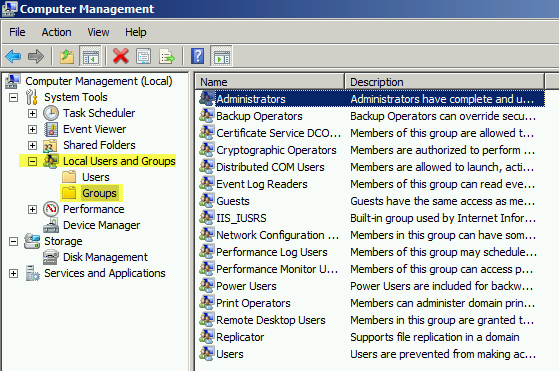 Computer Management
File Action View Help
Computer Management (Local)
System Tools
Task Scheduler
Event Viewer
Shared Folders
Local Users and Groups
Users
Groups
Performance
Device Manager
Storage
Disk Management
Services and Applications
Name Description
Administrators Administrators have complete and u...
Backup Operators Backup Operators can override secu...
Certificate Service DCO... Members of this group are allowed t...
Cryptographic Operators Members are authorized to perform ...
Distributed COM Users Members are allowed to launch, acti...
Event Log Readers Members of this group can read eve...
Guests Guests have the same access as me...
IIS_IUSRS Built-in group used by Internet Infor...
Network Configuration ... Members in this group can have som...
Performance Log Users Members of this group may schedule...
Performance Monitor U... Members of this group can access p...
Power Users Power Users are included for backw...
Print Operators Members can administer domain prin...
Remote Desktop Users Members in this group are granted t...
Replicator Supports file replication in a domain
Users Users are prevented from making ac...